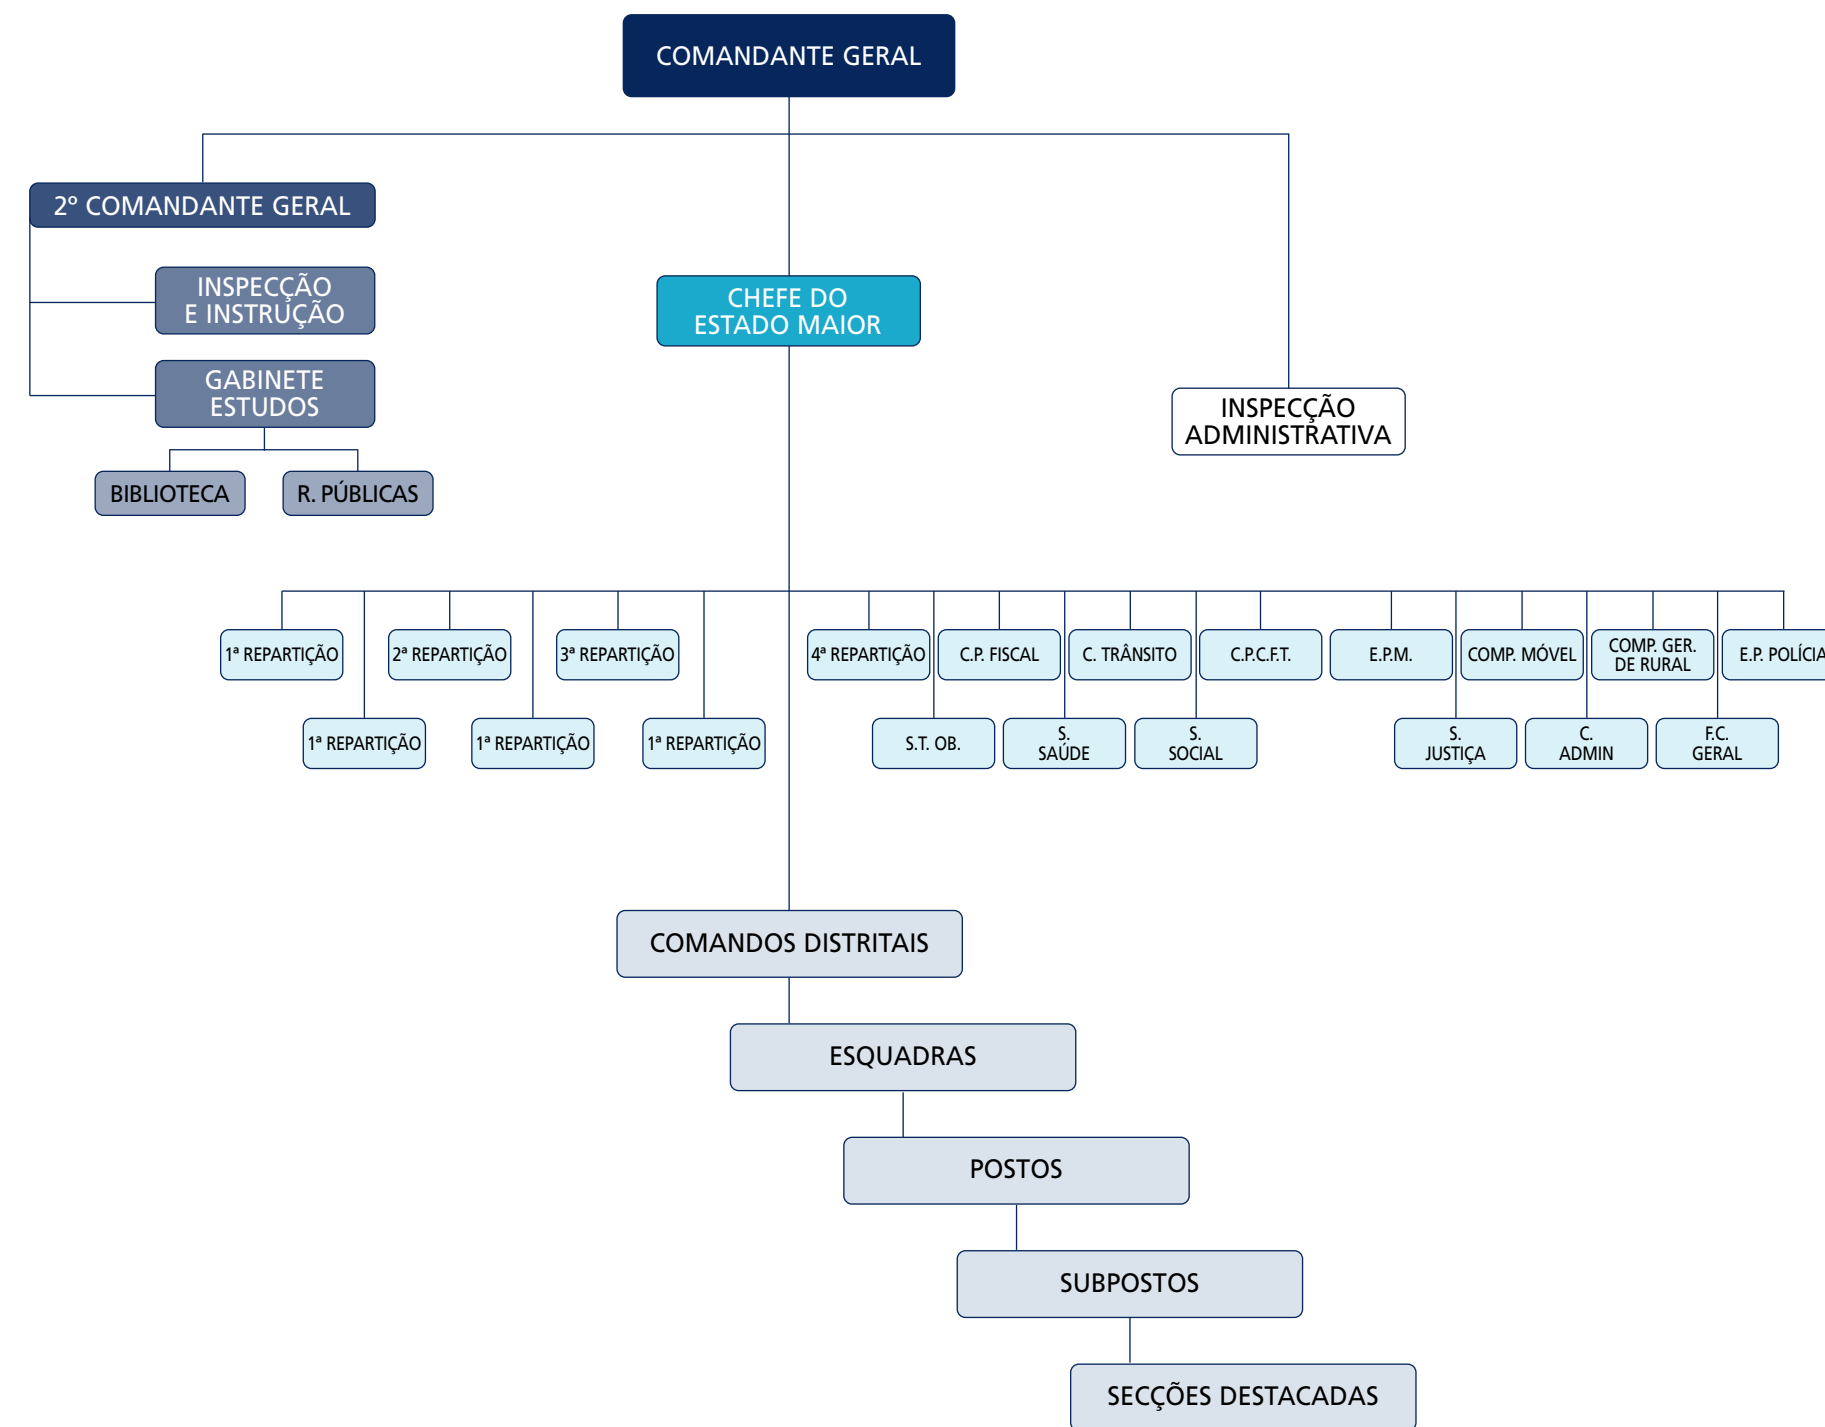 COMANDANTE GERAL
2º COMANDANTE GERAL
INSPECÇÃO
E INSTRUÇÃO
CHEFE DO
ESTADO MAIOR
GABINETE
ESTUDOS
INSPECÇÃO
ADMINISTRATIVA
BIBLIOTECA
R. PÚBLICAS
1ª REPARTIÇÃO
2ª REPARTIÇÃO
3ª REPARTIÇÃO
4ª REPARTIÇÃO
C.P. FISCAL
C. TRÂNSITO
C.P.C.F.T.
E.P.M.
COMP. MÓVEL
COMP. GER.
DE RURAL
E.P. POLÍCIA
1ª REPARTIÇÃO
1ª REPARTIÇÃO
1ª REPARTIÇÃO
S.T. OB.
S.
SAÚDE
S.
SOCIAL
S.
JUSTIÇA
C.
ADMIN
F.C.
GERAL
COMANDOS DISTRITAIS
ESQUADRAS
POSTOS
SUBPOSTOS
SECÇÕES DESTACADAS